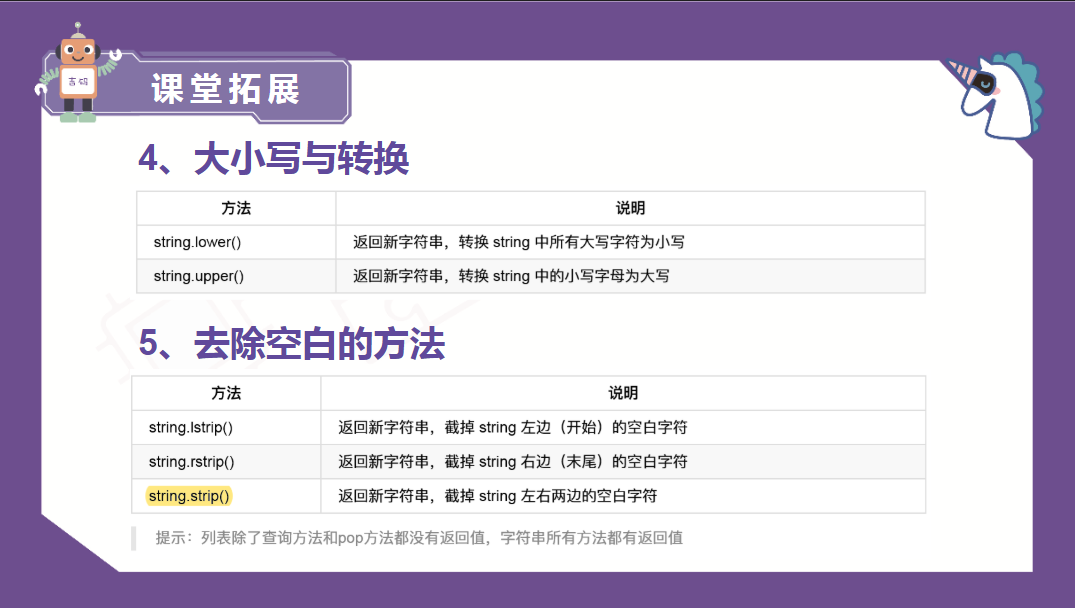 吉码
课堂拓展
4、大小写与转换
方法 说明
string.lower() 返回新字符串，转换 string 中所有大写字符为小写
string.upper() 返回新字符串，转换 string 中的小写字母为大写
5、去除空白的方法
方法 说明
string.lstrip() 返回新字符串，截掉 string 左边（开始）的空白字符
string.rstrip() 返回新字符串，截掉 string 右边（末尾）的空白字符
string.strip() 返回新字符串，截掉 string 左右两边的空白字符
提示：列表除了查询方法和pop方法都没有返回值，字符串所有方法都有返回值